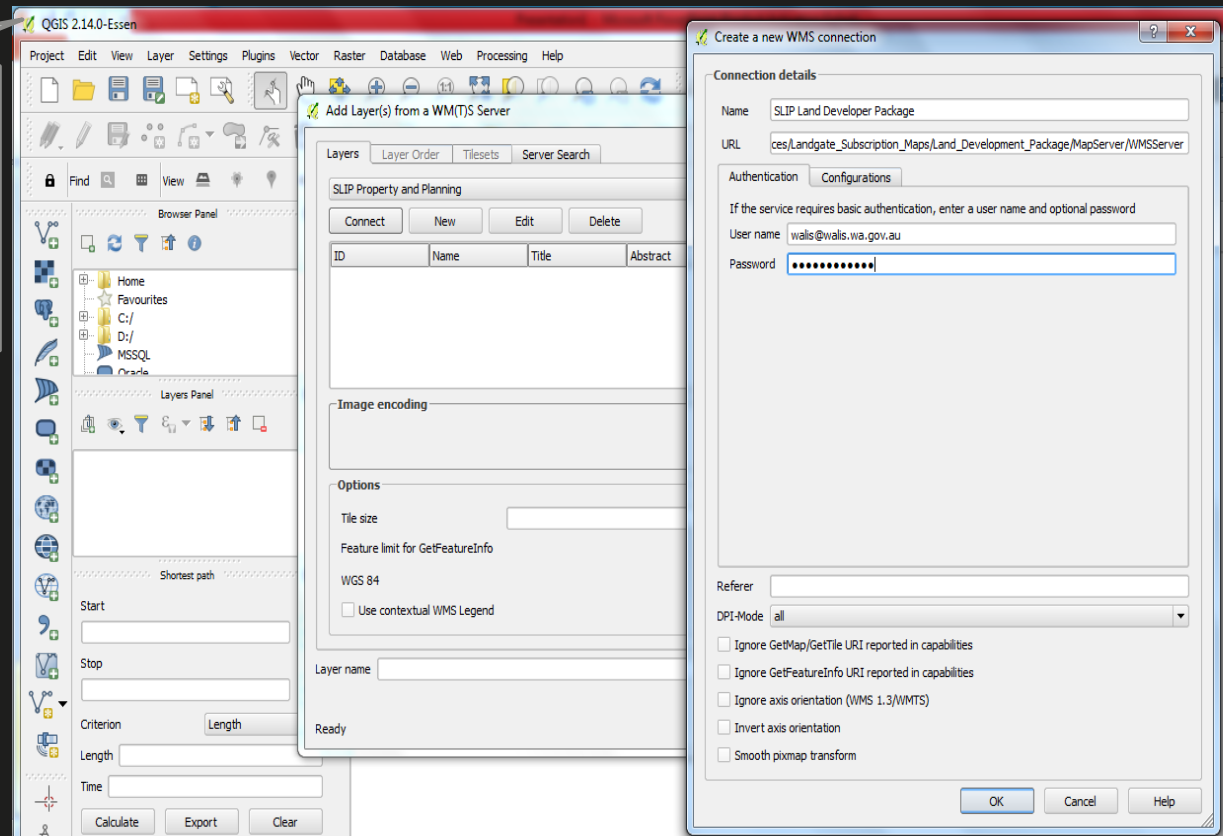 QGIS 2.14.0-Essen
Project Edit View Layer Settings Plugins Vector Raster Database Web Processing Help
Find View
Browser Panel
Home
Favourites
C:/
D:/
MSSQL
Oracle
Layers Panel
Shortest path
Start
Stop
Criterion Length
Length
Time
Calculate Export Clear
Add Layer(s) from a WM(T)S Server
Layers Layer Order Tilesets Server Search
SLIP Property and Planning
Connect New Edit Delete
ID Name Title Abstract
Image encoding
Options
Tile size
Feature limit for GetFeatureInfo
WGS 84
Use contextual WMS Legend
Layer name
Ready
Create a new WMS connection
Connection details
Name SLIP Land Developer Package
URL ces/Landgate_Subscription_Maps/Land_Development_Package/MapServer/WMSServer
Authentication Configurations
If the service requires basic authentication, enter a user name and optional password
User name walis@walis.wa.gov.au
Password ●●●●●●●●●●●●
Referer
DPI-Mode all
Ignore GetMap/GetTile URI reported in capabilities
Ignore GetFeatureInfo URI reported in capabilities
Ignore axis orientation (WMS 1.3/WMTS)
Invert axis orientation
Smooth pixmap transform
OK Cancel Help